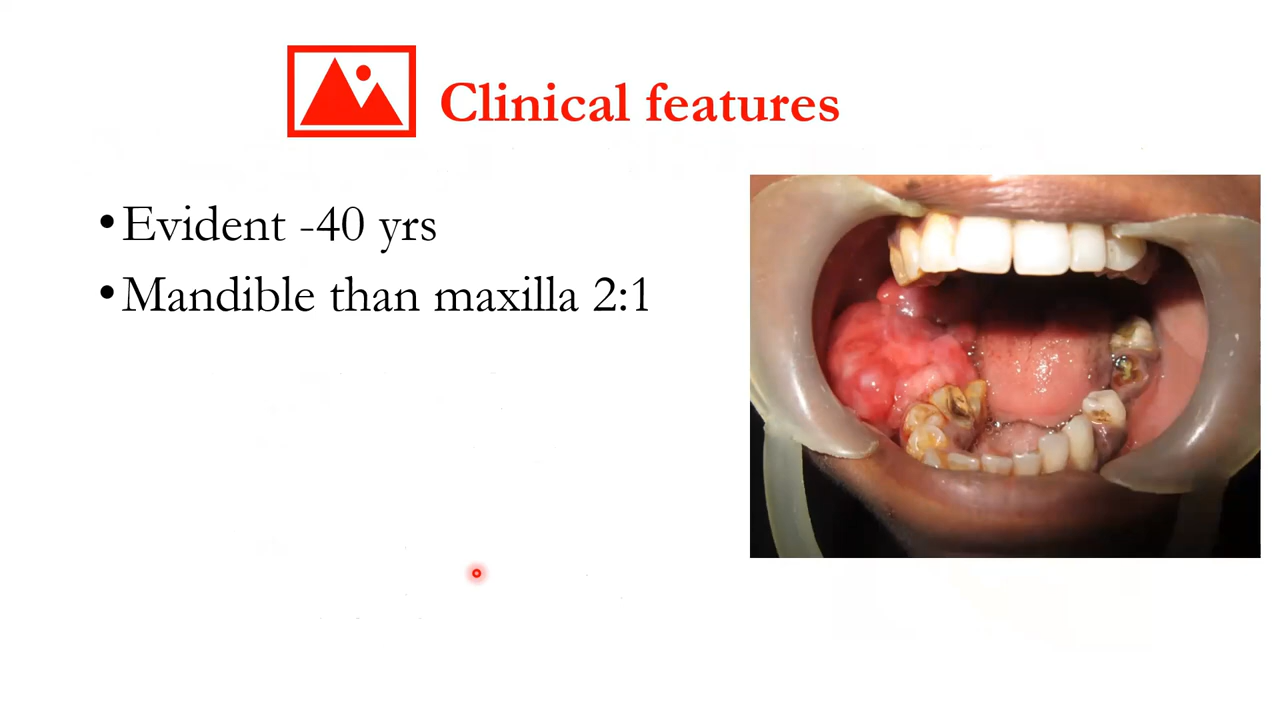 Clinical features
•Evident -40 yrs
•Mandible than maxilla 2:1